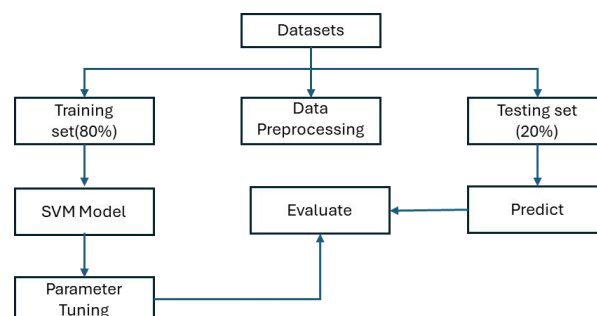 Datasets
Training
set(80%)
Data
Preprocessing
Testing set
(20%)
SVM Model
Evaluate
Predict
Parameter
Tuning